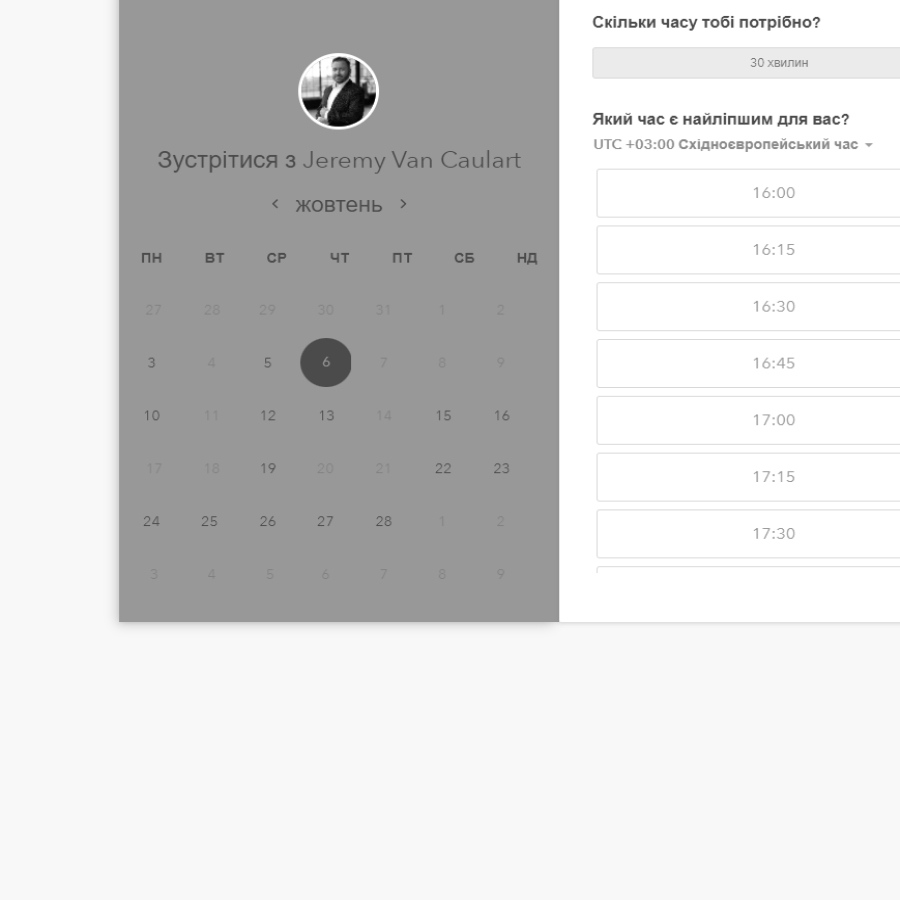 Зустрітися з Jeremy Van Caulart
< жовтень >
ПН ВТ СР ЧТ ПТ СБ НД
27 28 29 30 31 1 2
3 4 5 6 7 8 9
10 11 12 13 14 15 16
17 18 19 20 21 22 23
24 25 26 27 28 1 2
3 4 5 6 7 8 9
Скільки часу тобі потрібно?
30 хвилин
Який час є найліпшим для вас?
UTC +03:00 Східноєвропейський час
16:00
16:15
16:30
16:45
17:00
17:15
17:30